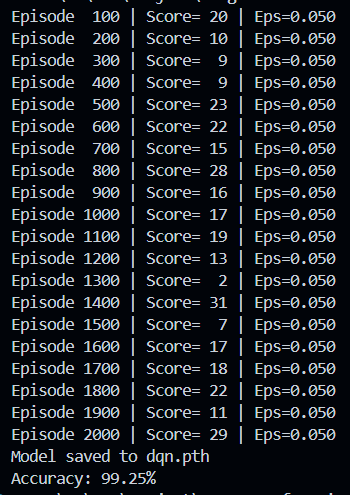 Episode  100 | Score= 20 | Eps=0.050
Episode  200 | Score= 10 | Eps=0.050
Episode  300 | Score=  9 | Eps=0.050
Episode  400 | Score=  9 | Eps=0.050
Episode  500 | Score= 23 | Eps=0.050
Episode  600 | Score= 22 | Eps=0.050
Episode  700 | Score= 15 | Eps=0.050
Episode  800 | Score= 28 | Eps=0.050
Episode  900 | Score= 16 | Eps=0.050
Episode 1000 | Score= 17 | Eps=0.050
Episode 1100 | Score= 19 | Eps=0.050
Episode 1200 | Score= 13 | Eps=0.050
Episode 1300 | Score=  2 | Eps=0.050
Episode 1400 | Score= 31 | Eps=0.050
Episode 1500 | Score=  7 | Eps=0.050
Episode 1600 | Score= 17 | Eps=0.050
Episode 1700 | Score= 18 | Eps=0.050
Episode 1800 | Score= 22 | Eps=0.050
Episode 1900 | Score= 11 | Eps=0.050
Episode 2000 | Score= 29 | Eps=0.050
Model saved to dqn.pth
Accuracy: 99.25%